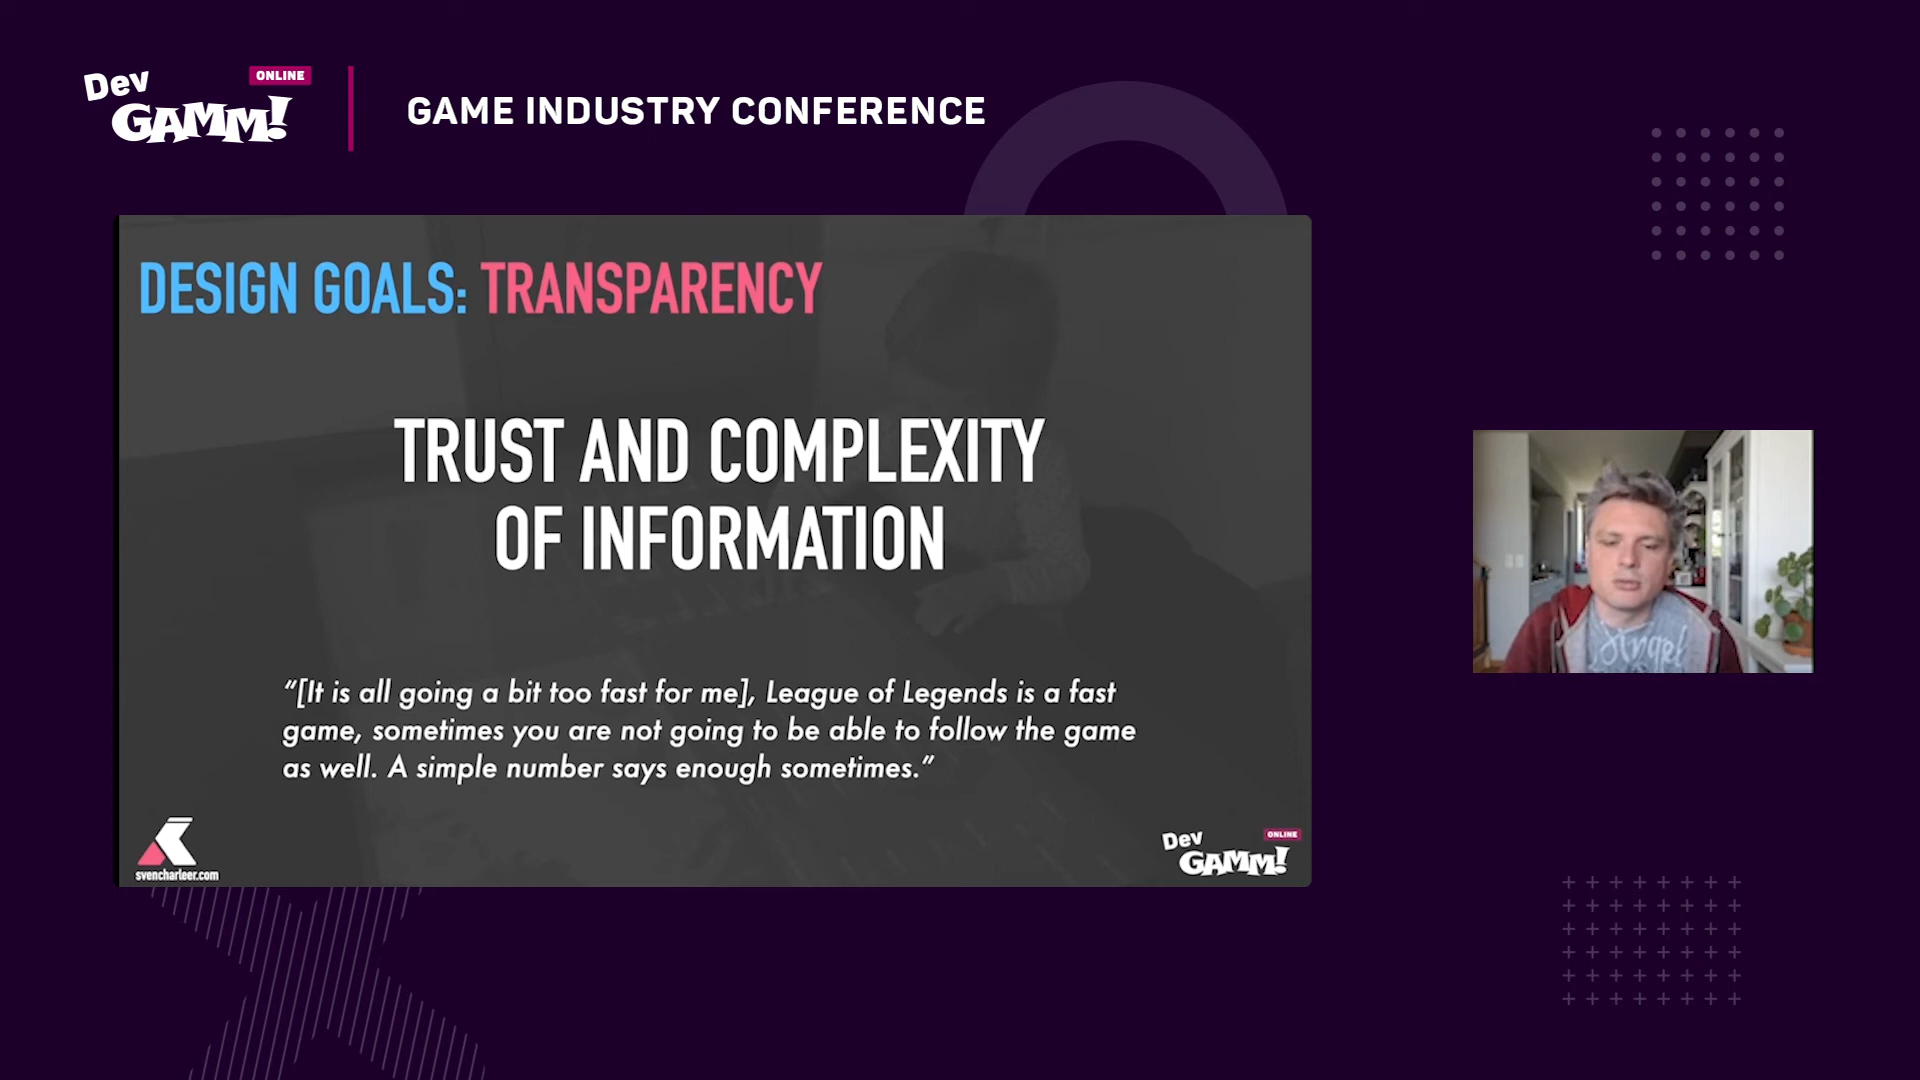 Dev
ONLINE
GAMM!
GAME INDUSTRY CONFERENCE
DESIGN GOALS: TRANSPARENCY
TRUST AND COMPLEXITY
OF INFORMATION
“[It is all going a bit too fast for me], League of Legends is a fast
game, sometimes you are not going to be able to follow the game
as well. A simple number says enough sometimes.”
svencharleer.com
Dev
ONLINE
GAMM!